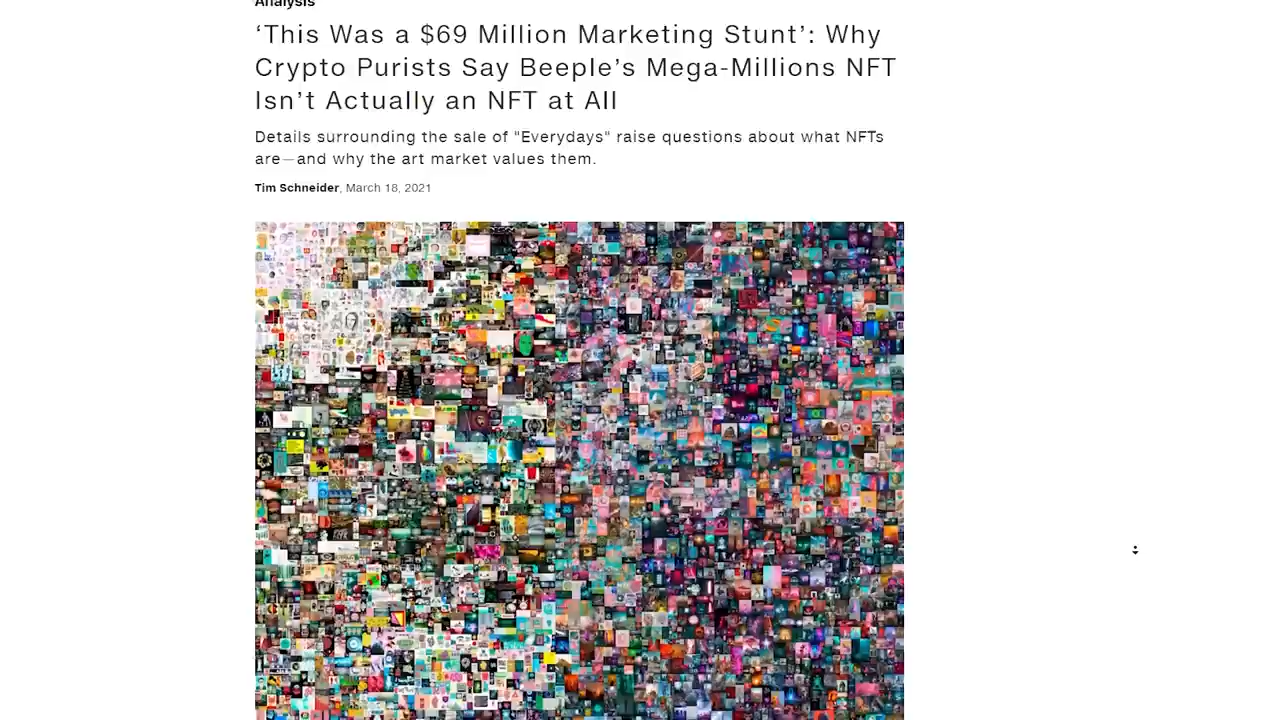 Analysis
‘This Was a $69 Million Marketing Stunt’: Why
Crypto Purists Say Beeple’s Mega-Millions NFT
Isn’t Actually an NFT at All
Details surrounding the sale of "Everydays" raise questions about what NFTs
are—and why the art market values them.
Tim Schneider, March 18, 2021